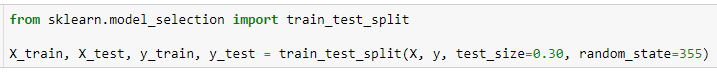 from sklearn.model_selection import train_test_split
X_train, X_test, y_train, y_test = train_test_split(X, y, test_size=0.30, random_state=355)